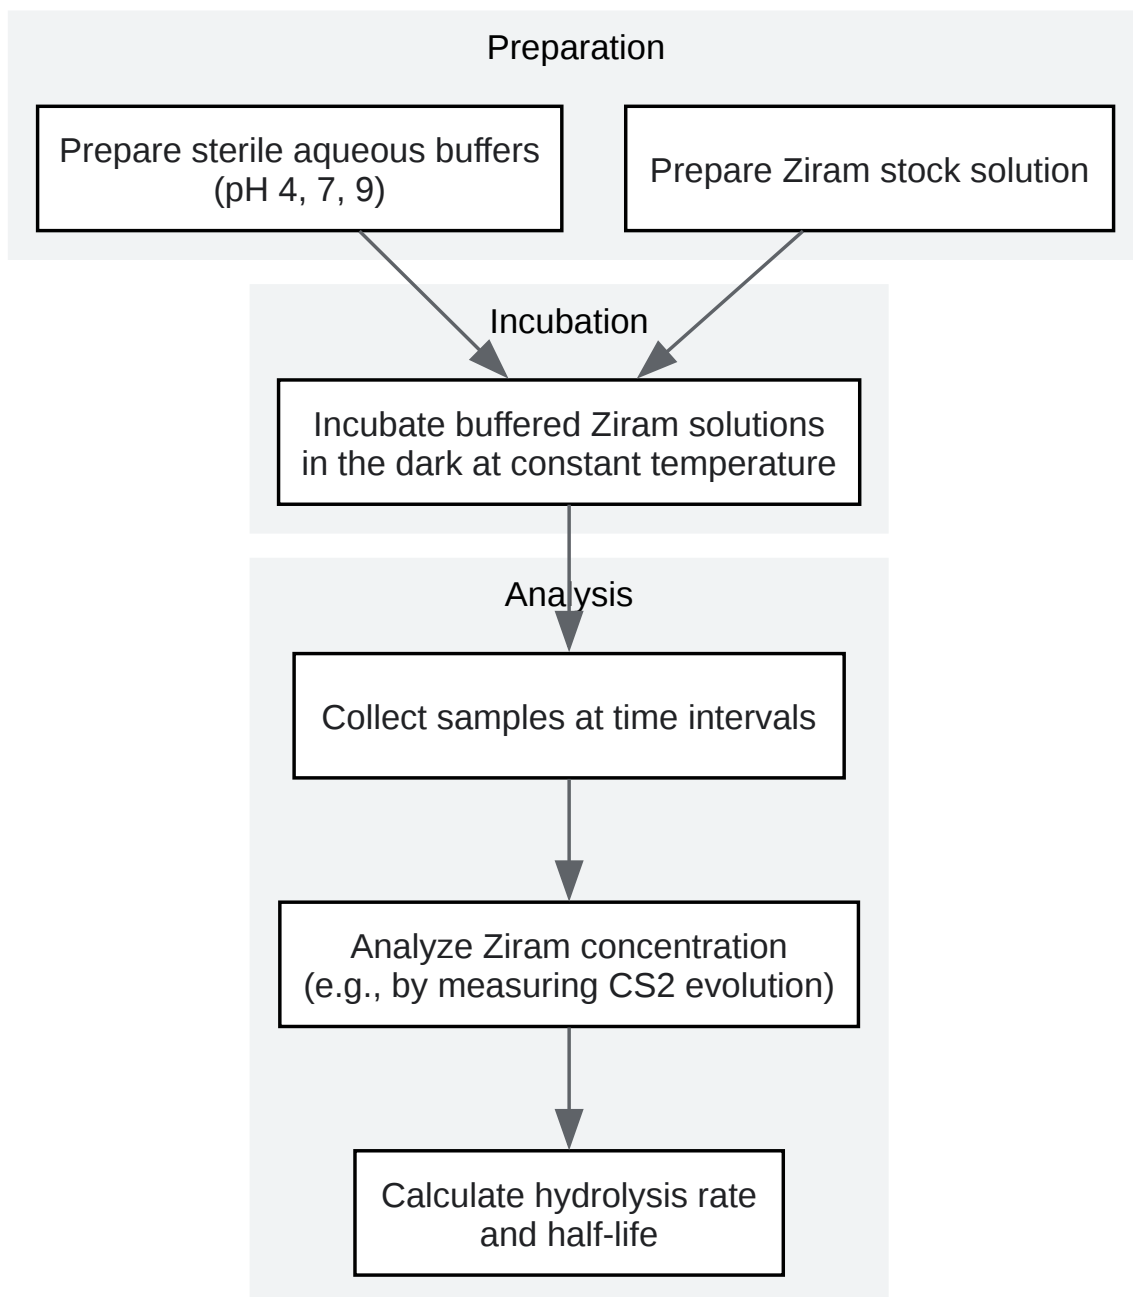 Preparation
Prepare sterile aqueous buffers
(pH 4, 7, 9)
Prepare Ziram stock solution
Incubation
Incubate buffered Ziram solutions
in the dark at constant temperature
Analysis
Collect samples at time intervals
Analyze Ziram concentration
(e.g., by measuring CS2 evolution)
Calculate hydrolysis rate
and half-life